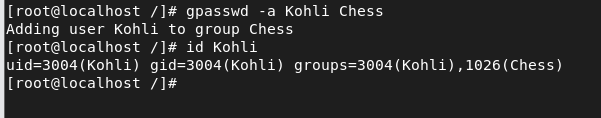 [root@localhost /]# gpasswd -a Kohli Chess
Adding user Kohli to group Chess
[root@localhost /]# id Kohli
uid=3004(Kohli) gid=3004(Kohli) groups=3004(Kohli),1026(Chess)
[root@localhost /]#